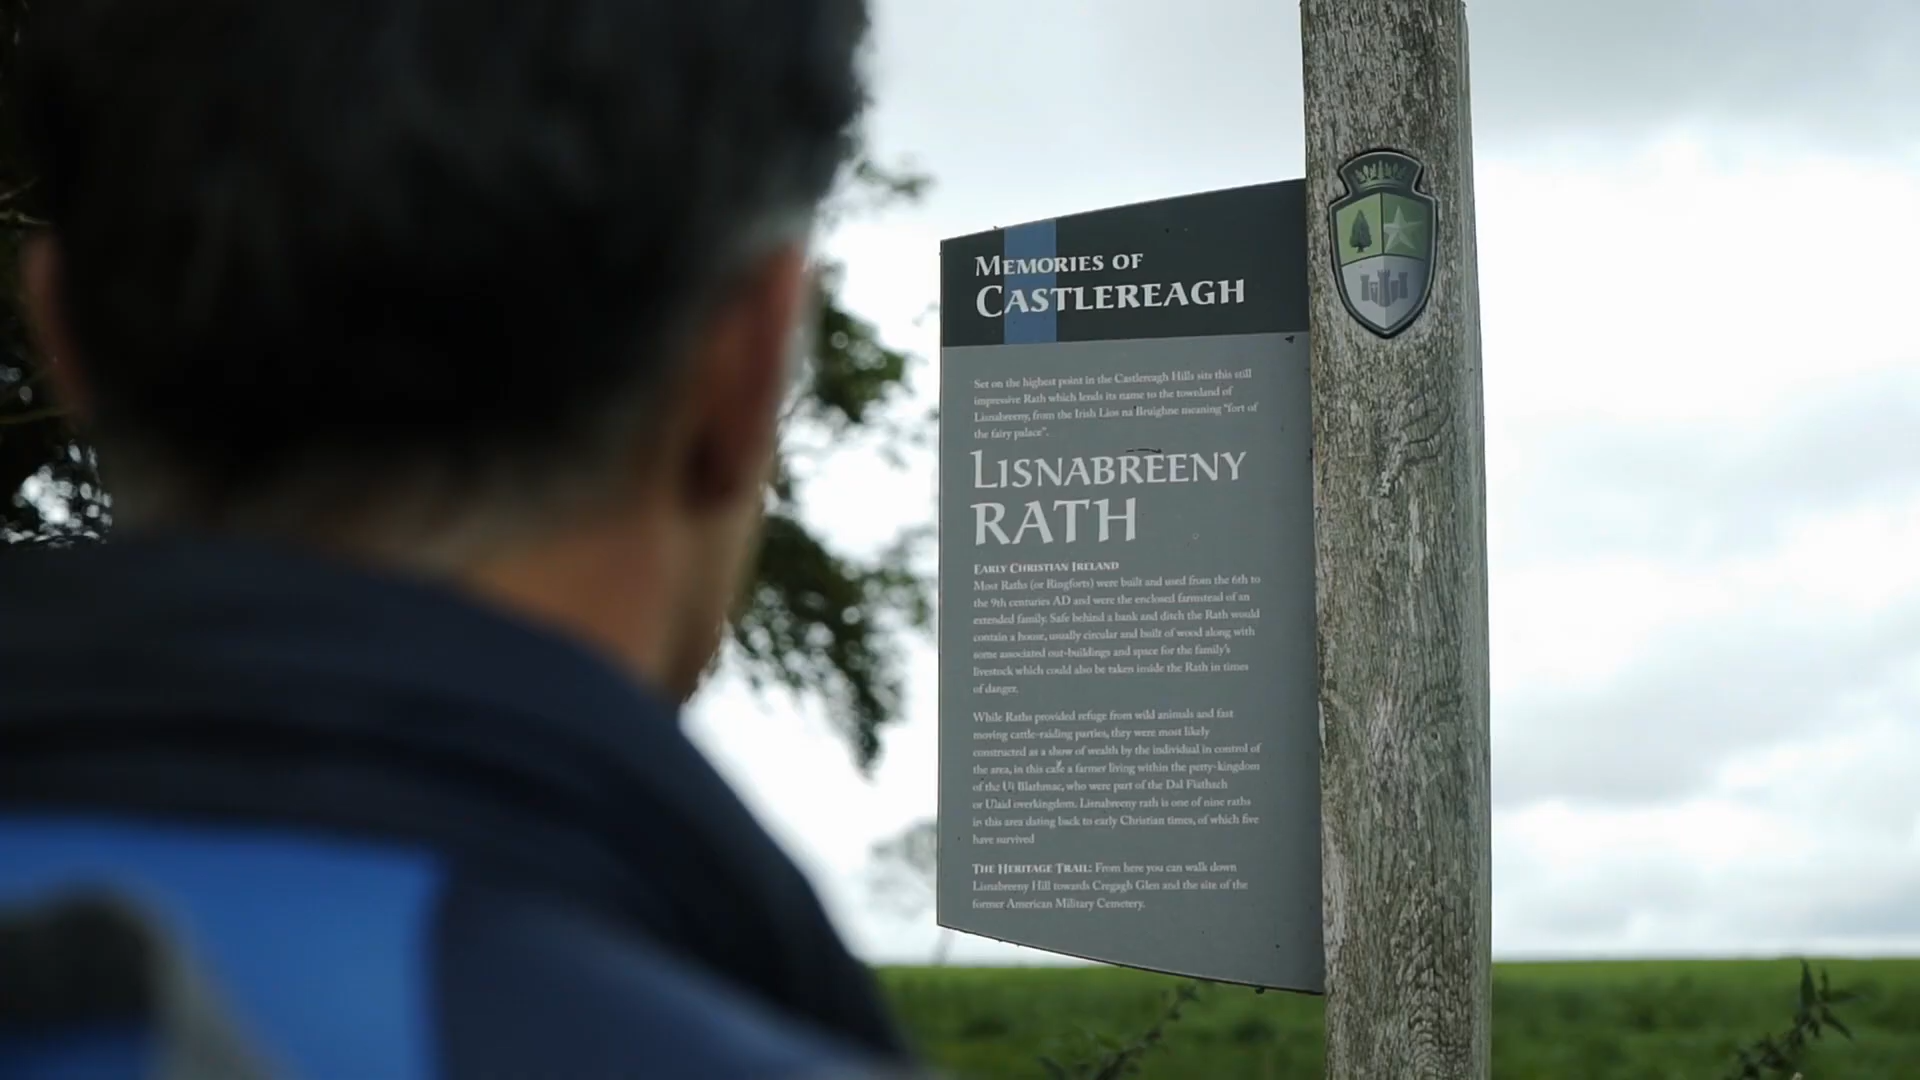 MEMORIES OF
CASTLEREAGH
Set on the highest point in the Castlereagh Hills sits this still
impressive Rath which lends its name to the townland of
Lisnabreeny, from the Irish Lios na Bruighne meaning "fort of
the fairy palace".
LISNABREENY
RATH
EARLY CHRISTIAN IRELAND
Most Raths (or Ringforts) were built and used from the 6th to
the 9th centuries AD and were the enclosed farmstead of an
extended family. Safe behind a bank and ditch the Rath would
contain a house, usually circular and built of wood along with
some associated out-buildings and space for the family's
livestock which could also be taken inside the Rath in times
of danger.
While Raths provided refuge from wild animals and fast
moving cattle-raiding parties, they were most likely
constructed as a show of wealth by the individual in control of
the area, in this case a farmer living within the petty-kingdom
of the Uí Blathmac, who were part of the Dál Fiatach
or Ulaid overkingdom. Lisnabreeny rath is one of nine raths
in this area dating back to early Christian times, of which five
have survived
THE HERITAGE TRAIL: From here you can walk down
Lisnabreeny Hill towards Cregagh Glen and the site of the
former American Military Cemetery.